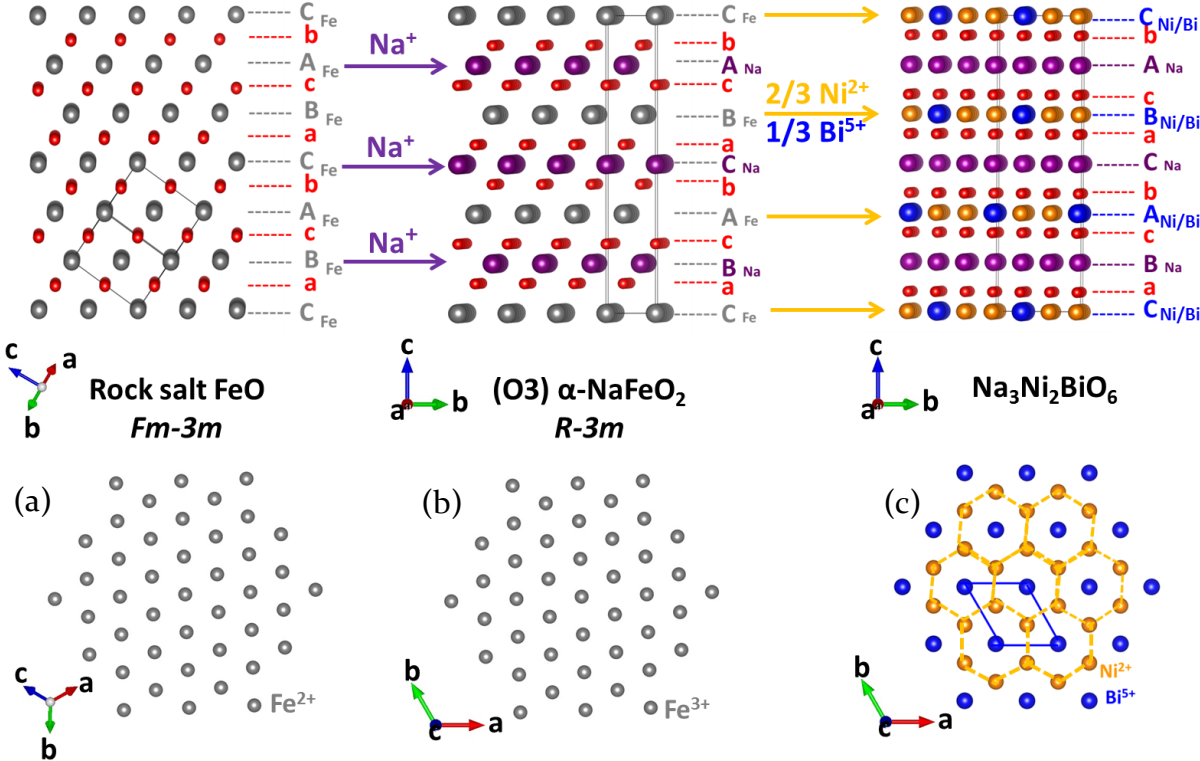 C Fe
b
A Fe
c
B Fe
a
C Fe
b
A Fe
c
B Fe
a
C Fe
Na⁺
Na⁺
Na⁺
C Fe
b
A Na
c
B Fe
a
C Na
b
A Fe
c
B Na
a
C Fe
2/3 Ni²⁺
1/3 Bi⁵⁺
C Ni/Bi
b
A Na
c
B Ni/Bi
a
C Na
b
A Ni/Bi
c
B Na
a
C Ni/Bi
c
a
b
Rock salt FeO
Fm-3m
c
a
b
(O3) α-NaFeO₂
R-3m
c
a
b
Na₃Ni₂BiO₆
(a)
c
a
b
Fe²⁺
(b)
b
c
a
Fe³⁺
(c)
b
c
a
Ni²⁺
Bi⁵⁺